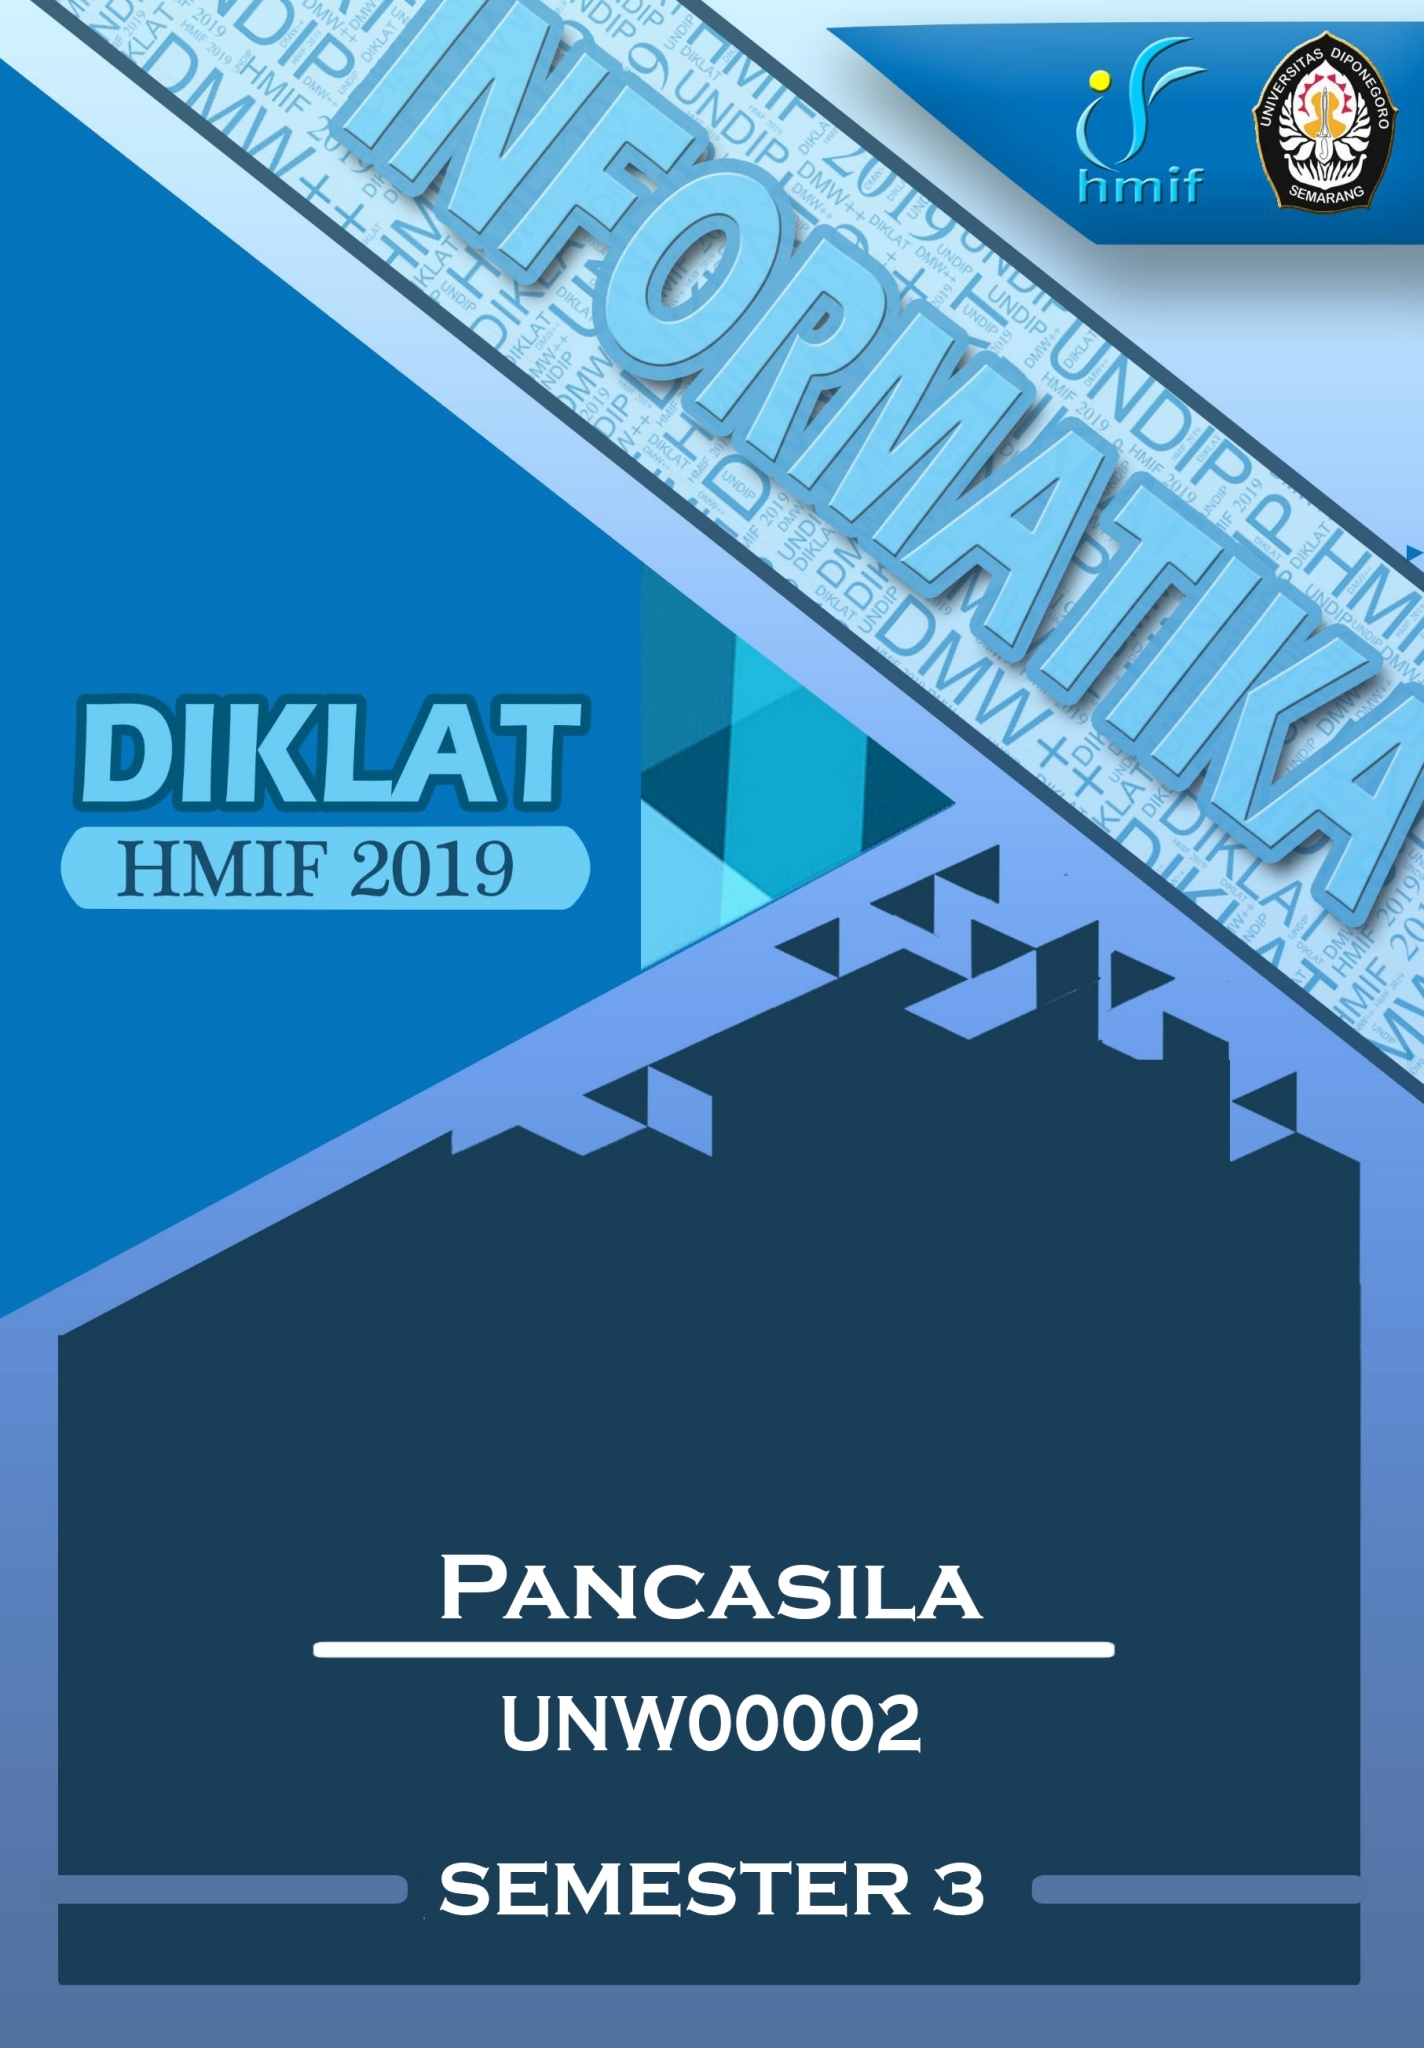 INFORMATIKA
hmif
UNIVERSITAS DIPONEGORO
SEMARANG
DIKLAT
HMIF 2019
PANCASILA
UNW00002
SEMESTER 3